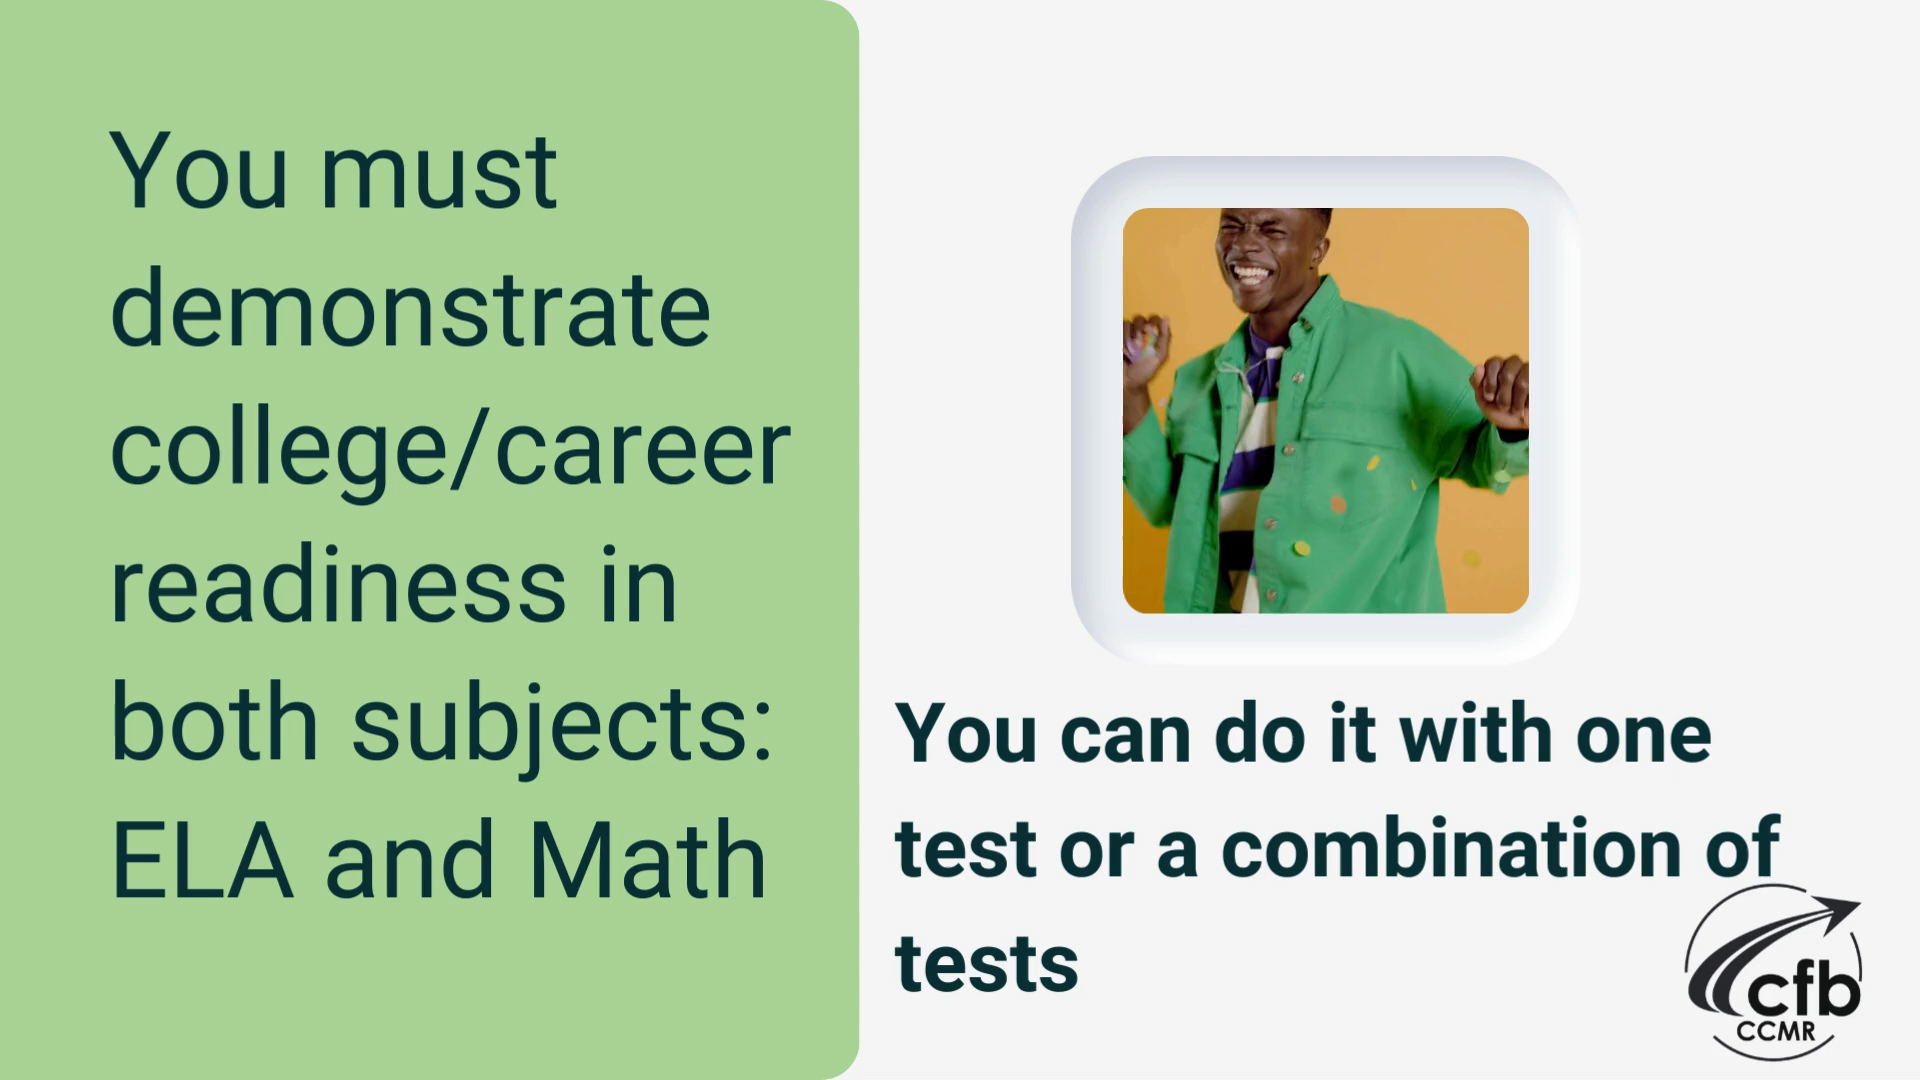 You must
demonstrate
college/career
readiness in
both subjects:
ELA and Math
You can do it with one
test or a combination of
tests
cfb
CCMR